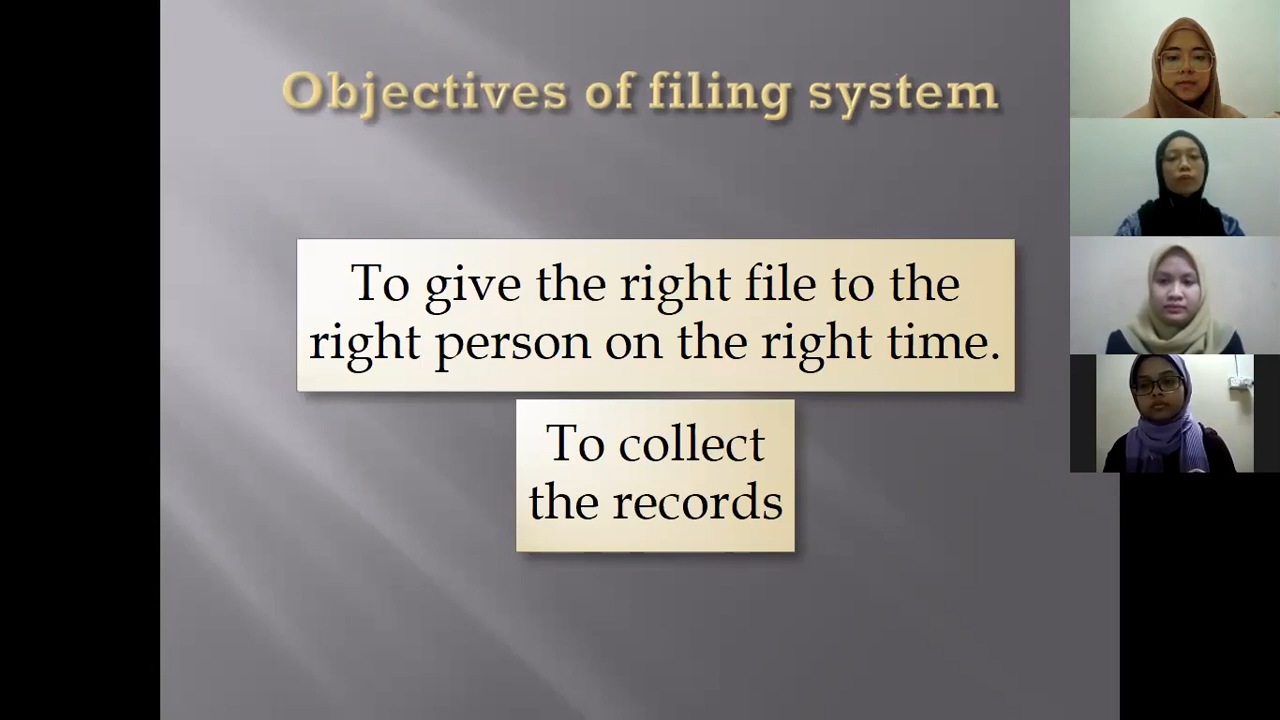 Objectives of filing system
To give the right file to the
right person on the right time.
To collect
the records